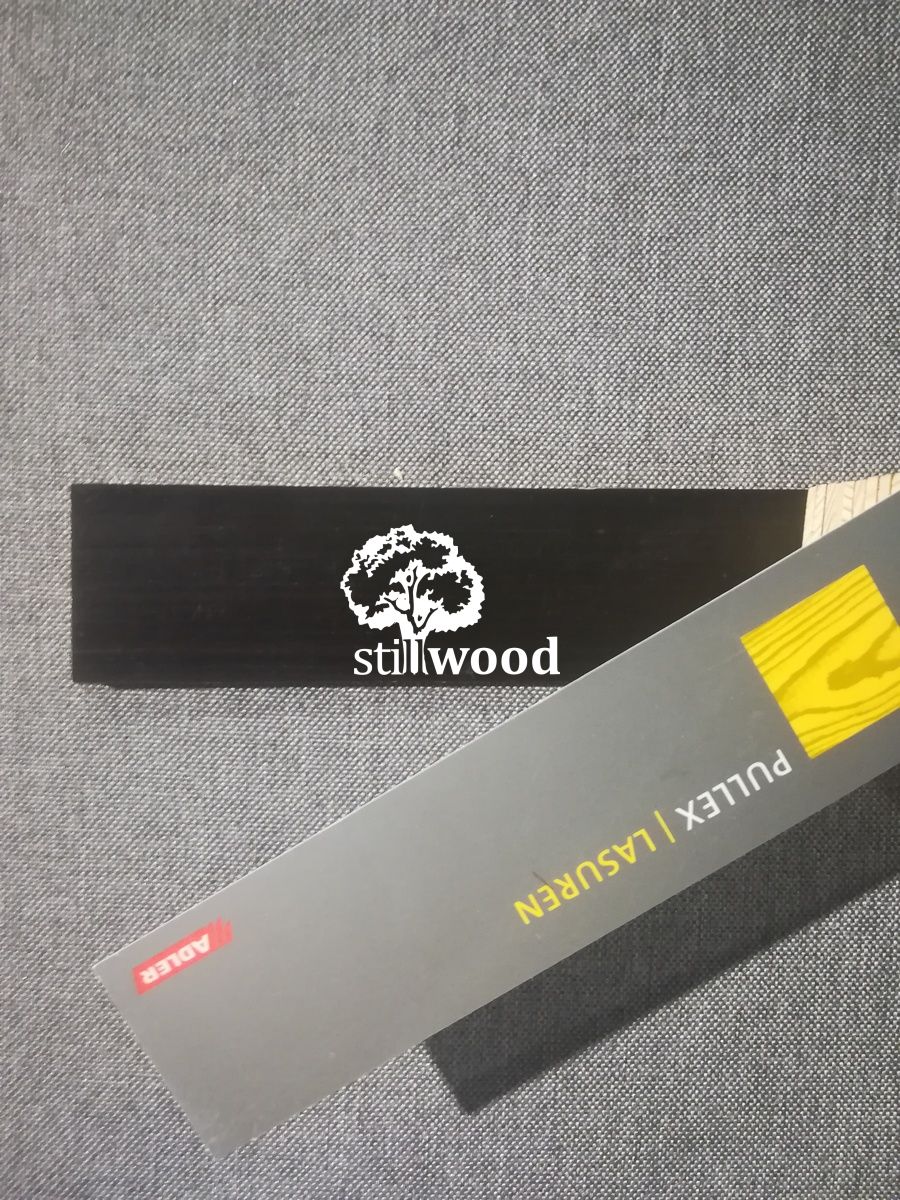 stillwood
PULLEX | LASUREN
ADLER